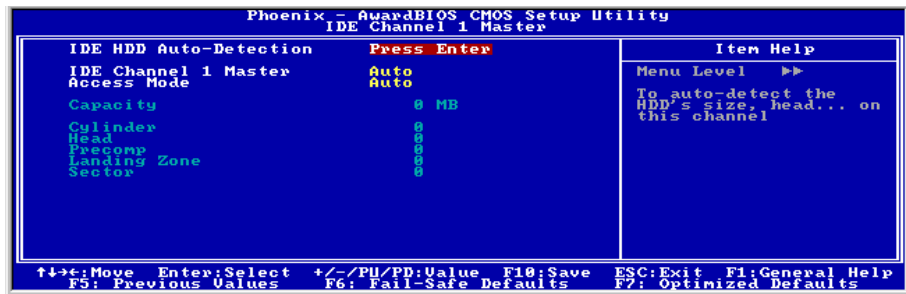 Phoenix - AwardBIOS CMOS Setup Utility
IDE Channel 1 Master
IDE HDD Auto-Detection Press Enter
Item Help
IDE Channel 1 Master Auto
Access Mode Auto
Capacity 0 MB
Cylinder 0
Head 0
Precomp 0
Landing Zone 0
Sector 0
Menu Level ▶▶
To auto-detect the
HDD's size, head... on
this channel
↑↓→←:Move Enter:Select +/-/PU/PD:Value F10:Save ESC:Exit F1:General Help
F5: Previous Values F6: Fail-Safe Defaults F7: Optimized Defaults